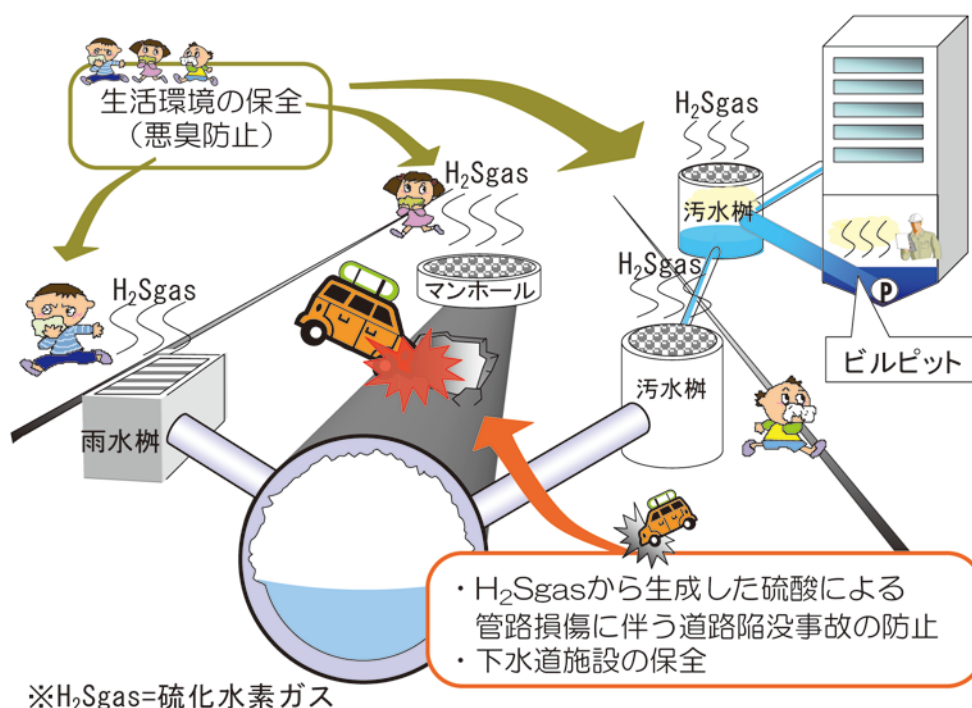 生活環境の保全
(悪臭防止)
H₂Sgas
H₂Sgas
汚水桝
H₂Sgas
H₂Sgas
マンホール
P
ビルピット
汚水桝
雨水桝
・H₂Sgasから生成した硫酸による
管路損傷に伴う道路陥没事故の防止
・下水道施設の保全
※H₂Sgas=硫化水素ガス